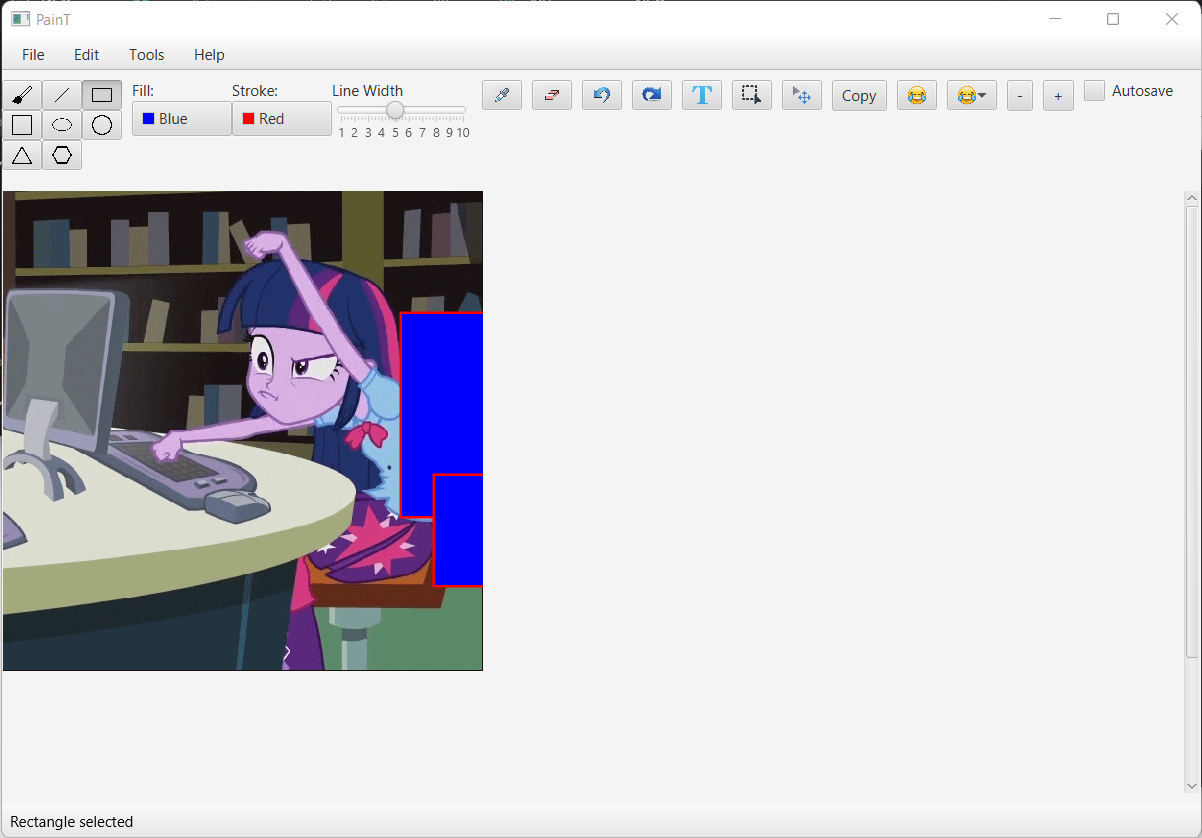 PainT
File Edit Tools Help
Fill: Stroke: Line Width
Blue Red
1 2 3 4 5 6 7 8 9 10
T Copy - + Autosave
Rectangle selected